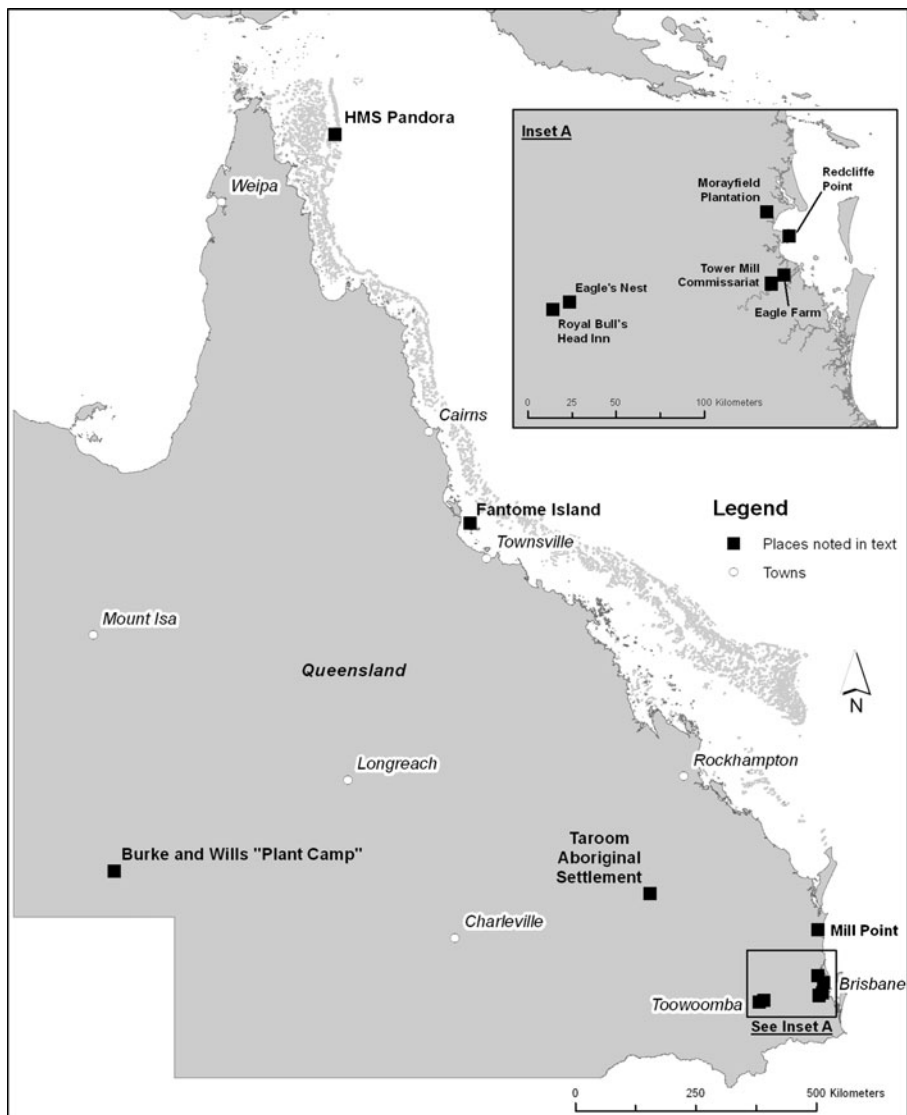 HMS Pandora
Weipa
Inset A
Morayfield
Plantation
Redcliffe
Point
Tower Mill
Commissariat
Eagle Farm
Eagle's Nest
Royal Bull's
Head Inn
0 25 50 100 Kilometers
Cairns
Fantome Island
Townsville
Legend
Places noted in text
Towns
Mount Isa
Queensland
N
Longreach
Rockhampton
Burke and Wills "Plant Camp"
Taroom
Aboriginal
Settlement
Charleville
Mill Point
Brisbane
Toowoomba
See Inset A
0 250 500 Kilometers